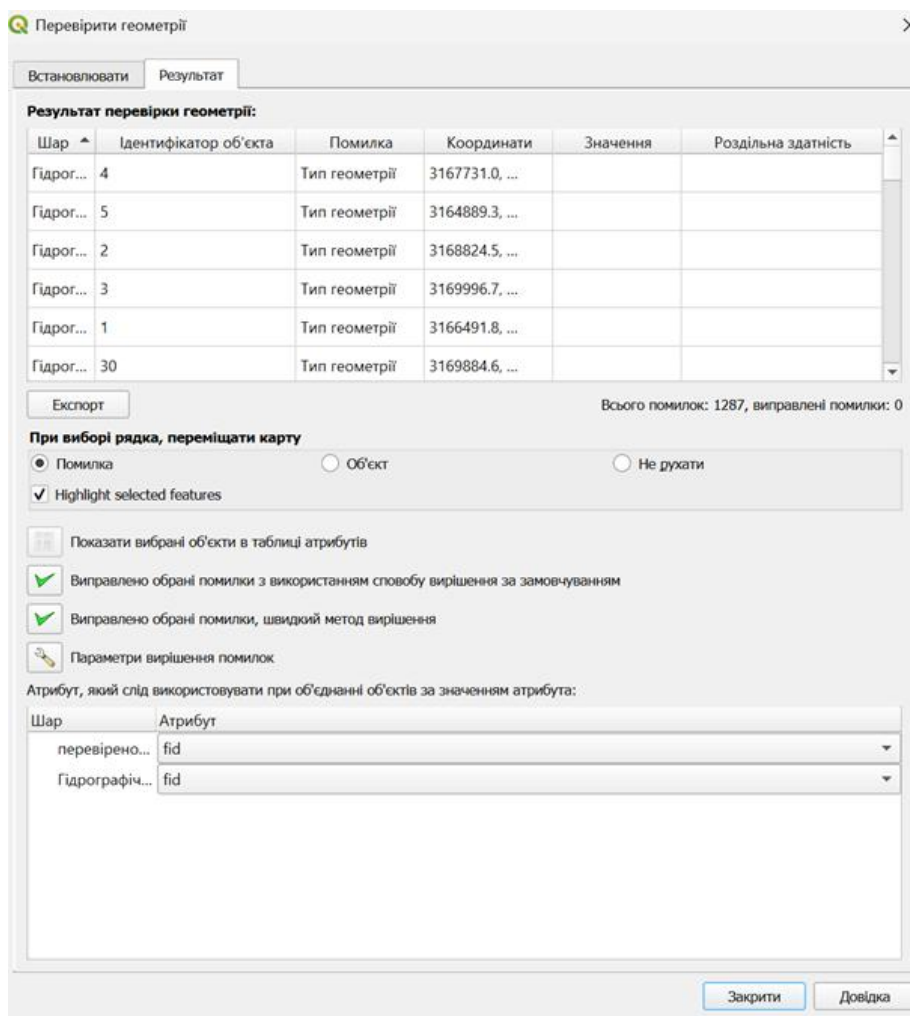 Перевірити геометрії
Встановлювати Результат
Результат перевірки геометрії:
Шар Ідентифікатор об'єкта Помилка Координати Значення Роздільна здатність
Гідрог... 4 Тип геометрії 3167731.0, ...
Гідрог... 5 Тип геометрії 3164889.3, ...
Гідрог... 2 Тип геометрії 3168824.5, ...
Гідрог... 3 Тип геометрії 3169996.7, ...
Гідрог... 1 Тип геометрії 3166491.8, ...
Гідрог... 30 Тип геометрії 3169884.6, ...
Експорт Всього помилок: 1287, виправлені помилки: 0
При виборі рядка, переміщати карту
Помилка Об'єкт Не рухати
Highlight selected features
Показати вибрані об'єкти в таблиці атрибутів
Виправлено обрані помилки з використанням сповобу вирішення за замовчуванням
Виправлено обрані помилки, швидкий метод вирішення
Параметри вирішення помилок
Атрибут, який слід використовувати при об'єднанні об'єктів за значенням атрибута:
Шар Атрибут
перевірено... fid
Гідрографіч... fid
Закрити Довідка